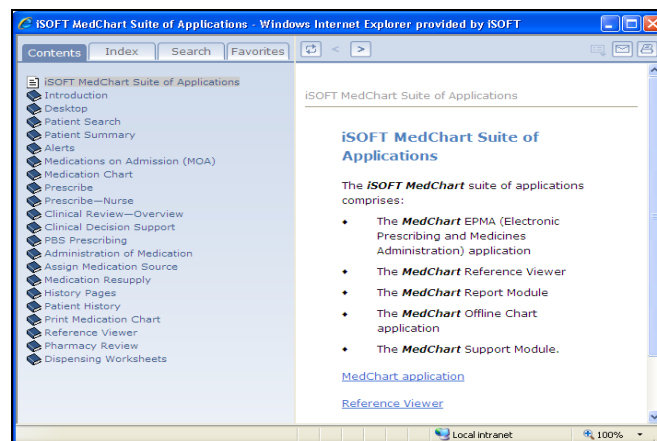 iSOFT MedChart Suite of Applications - Windows Internet Explorer provided by iSOFT
Contents Index Search Favorites
< >
iSOFT MedChart Suite of Applications
Introduction
Desktop
Patient Search
Patient Summary
Alerts
Medications on Admission (MOA)
Medication Chart
Prescribe
Prescribe—Nurse
Clinical Review—Overview
Clinical Decision Support
PBS Prescribing
Administration of Medication
Assign Medication Source
Medication Resupply
History Pages
Patient History
Print Medication Chart
Reference Viewer
Pharmacy Review
Dispensing Worksheets
iSOFT MedChart Suite of Applications
iSOFT MedChart Suite of
Applications
The iSOFT MedChart suite of applications
comprises:
The MedChart EPMA (Electronic
Prescribing and Medicines
Administration) application
The MedChart Reference Viewer
The MedChart Report Module
The MedChart Offline Chart
application
The MedChart Support Module.
MedChart application
Reference Viewer
Local intranet
100%